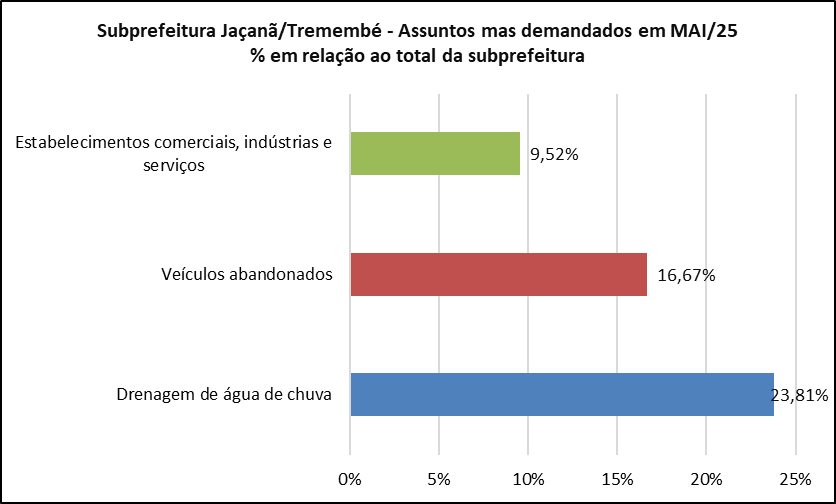 Subprefeitura Jaçanã/Tremembé - Assuntos mas demandados em MAI/25
% em relação ao total da subprefeitura
Estabelecimentos comerciais, indústrias e
serviços
9,52%
Veículos abandonados
16,67%
Drenagem de água de chuva
23,81%
0%
5%
10%
15%
20%
25%